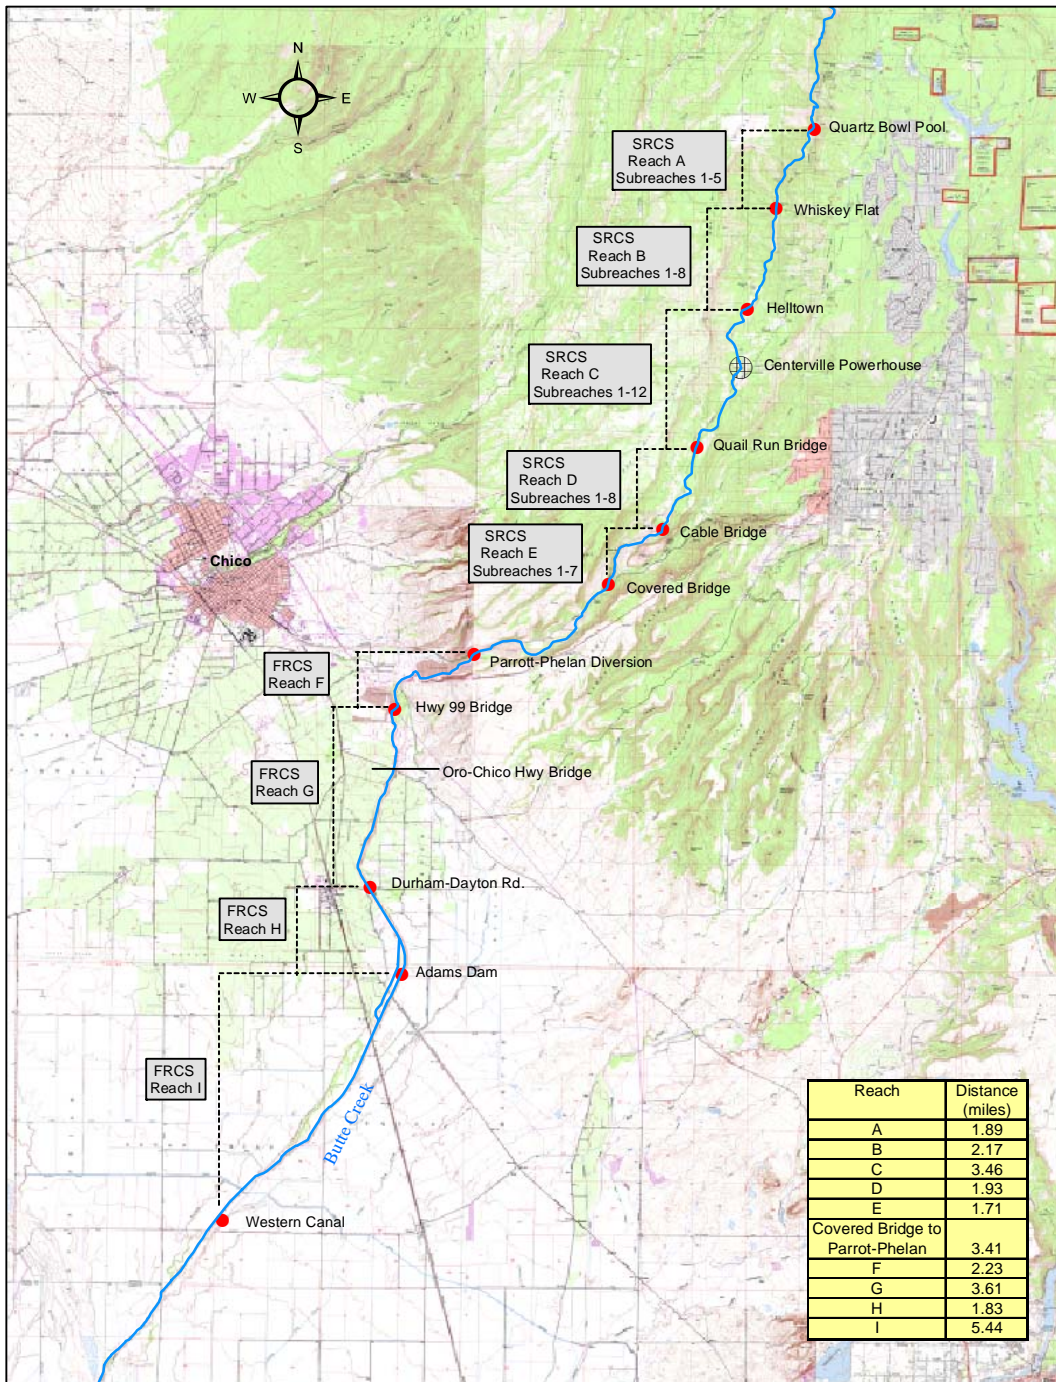 N
W
E
S
Quartz Bowl Pool
SRCS
Reach A
Subreaches 1-5
Whiskey Flat
SRCS
Reach B
Subreaches 1-8
Helltown
SRCS
Reach C
Subreaches 1-12
Centerville Powerhouse
Quail Run Bridge
SRCS
Reach D
Subreaches 1-8
Cable Bridge
SRCS
Reach E
Subreaches 1-7
Chico
Covered Bridge
Parrott-Phelan Diversion
FRCS
Reach F
Hwy 99 Bridge
Oro-Chico Hwy Bridge
FRCS
Reach G
Durham-Dayton Rd.
FRCS
Reach H
Adams Dam
FRCS
Reach I
Butte Creek
Western Canal
Reach Distance
(miles)
A 1.89
B 2.17
C 3.46
D 1.93
E 1.71
Covered Bridge to
Parrot-Phelan 3.41
F 2.23
G 3.61
H 1.83
I 5.44